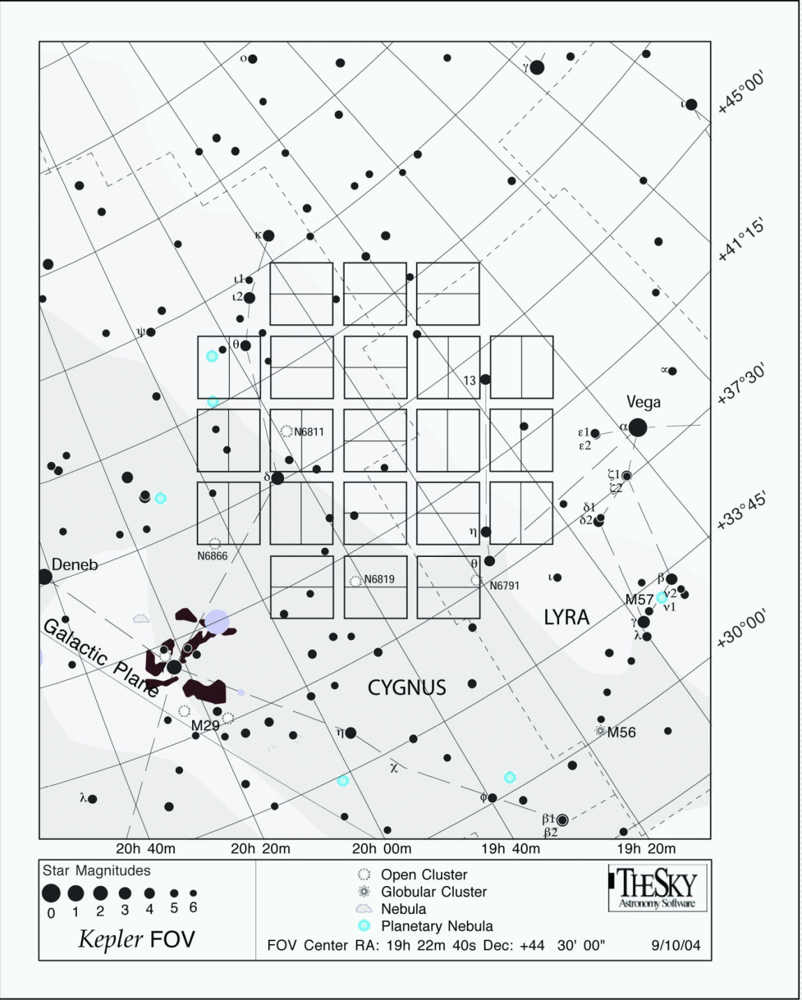 ο
γ
ι
+45°00'
κ
+41°15'
ι1
ι2
ψ
θ
13
∝
+37°30'
Vega
α
ε1
ε2
N6811
δ
ζ1
ζ2
δ1
δ2
+33°45'
η
N6866
Deneb
θ
N6819
N6791
ι
β
ν2
M57
ν1
LYRA
γ
λ
+30°00'
Galactic Plane
CYGNUS
M29
η
M56
χ
λ
φ
β1
β2
20h 40m 20h 20m 20h 00m 19h 40m 19h 20m
Star Magnitudes
0 1 2 3 4 5 6
Kepler FOV
Open Cluster
Globular Cluster
Nebula
Planetary Nebula
THESKY
Astronomy Software
FOV Center RA: 19h 22m 40s Dec: +44 30' 00" 9/10/04